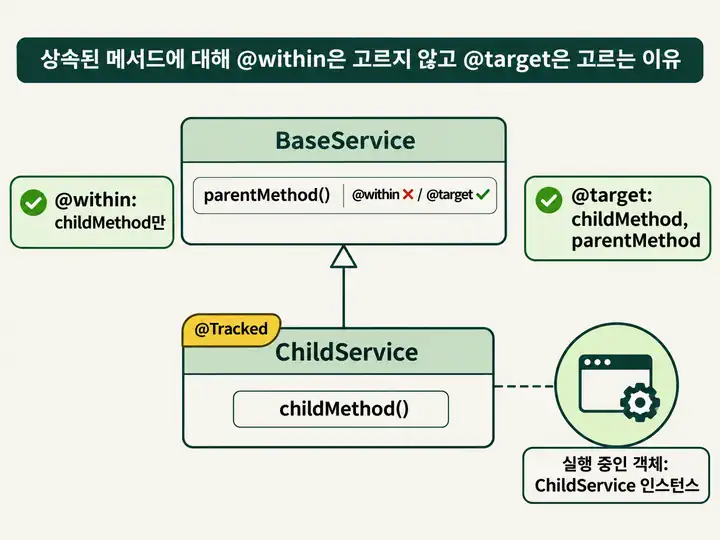 상속된 메서드에 대해 @within은 고르지 않고 @target은 고르는 이유
BaseService
parentMethod() | @within ❌ / @target ✓
@within:
childMethod만
@target:
childMethod,
parentMethod
@Tracked
ChildService
childMethod()
실행 중인 객체:
ChildService 인스턴스